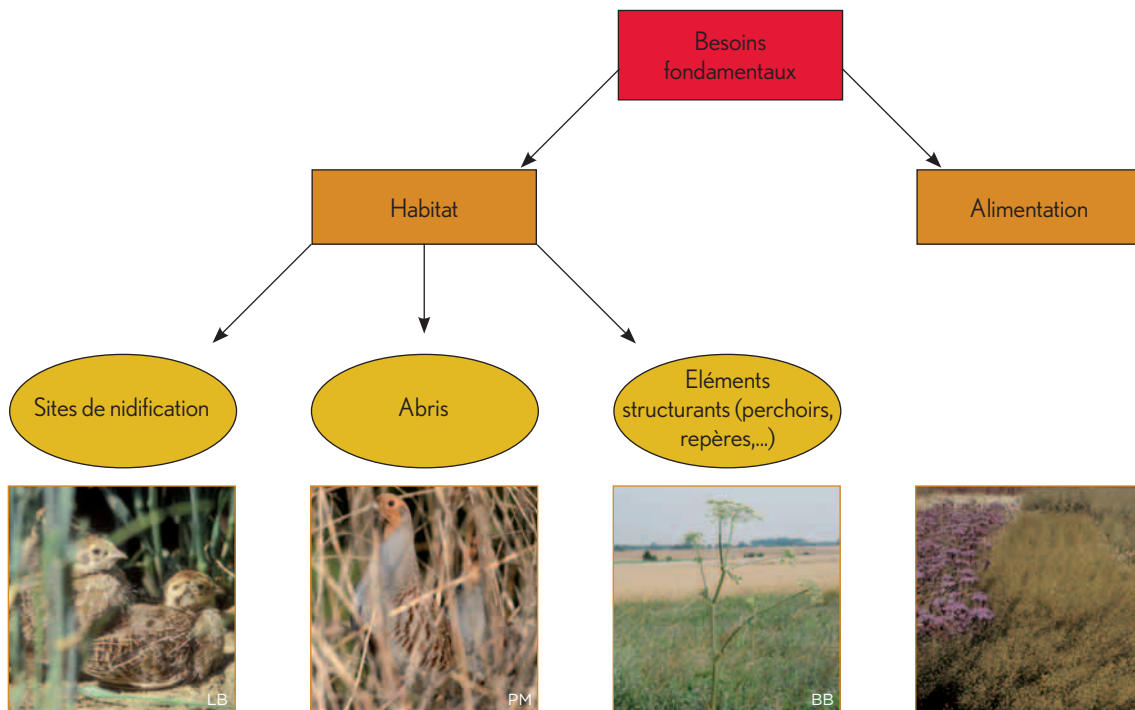 Besoins
fondamentaux
Habitat
Alimentation
Sites de nidification
Abris
Eléments
structurants (perchoirs,
repères,...)
LB
PM
BB